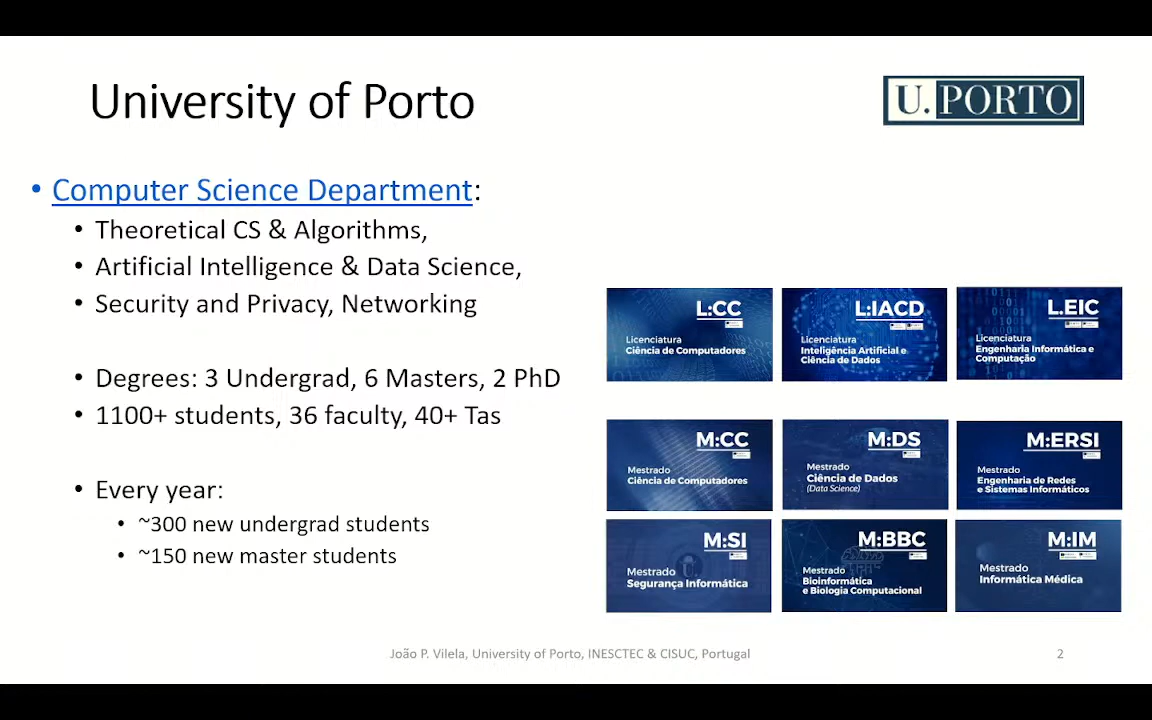 University of Porto
U.PORTO
• Computer Science Department:
• Theoretical CS & Algorithms,
• Artificial Intelligence & Data Science,
• Security and Privacy, Networking
• Degrees: 3 Undergrad, 6 Masters, 2 PhD
• 1100+ students, 36 faculty, 40+ Tas
• Every year:
• ~300 new undergrad students
• ~150 new master students
L:CC
Licenciatura
Ciência de Computadores
L:IACD
Licenciatura
Inteligência Artificial e
Ciência de Dados
L.EIC
Licenciatura
Engenharia Informática e
Computação
M:CC
Mestrado
Ciência de Computadores
M:DS
Mestrado
Ciência de Dados
(Data Science)
M:ERSI
Mestrado
Engenharia de Redes
e Sistemas Informáticos
M:SI
Mestrado
Segurança Informática
M:BBC
Mestrado
Bioinformática
e Biologia Computacional
M:IM
Mestrado
Informática Médica
João P. Vilela, University of Porto, INESCTEC & CISUC, Portugal
2